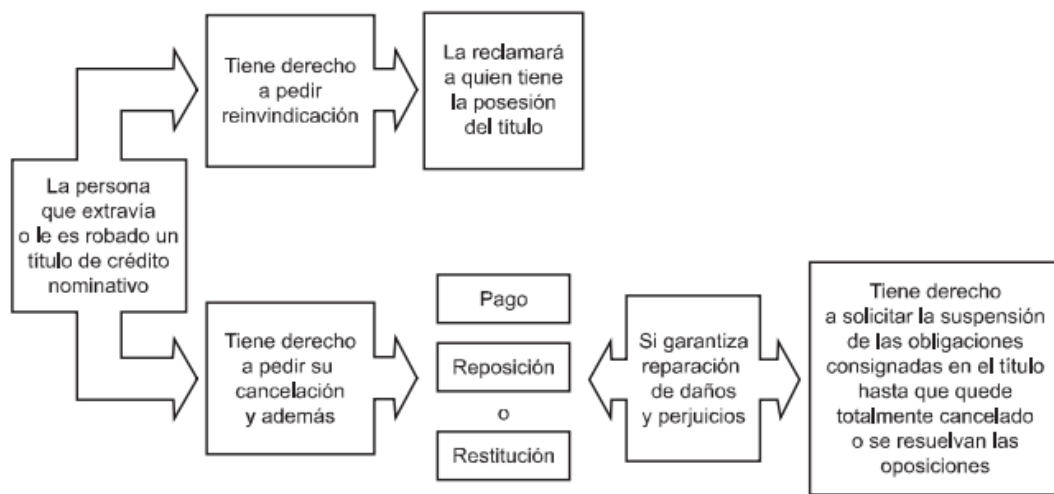 La persona
que extravía
o le es robado un
título de crédito
nominativo
Tiene derecho
a pedir
reinvindicación
La reclamará
a quien tiene
la posesión
del título
Tiene derecho
a pedir su
cancelación
y además
Pago
Reposición
o
Restitución
Si garantiza
reparación
de daños
y perjuicios
Tiene derecho
a solicitar la suspensión
de las obligaciones
consignadas en el título
hasta que quede
totalmente cancelado
o se resuelvan las
oposiciones